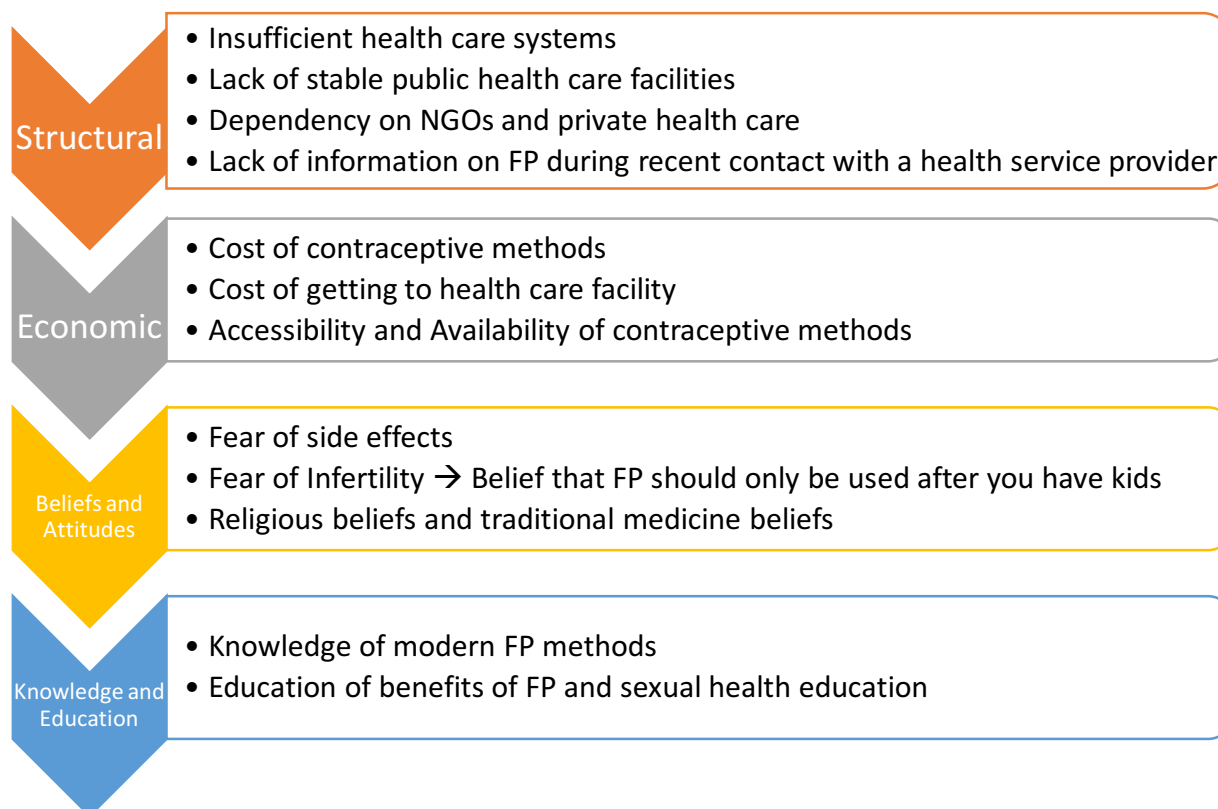 Structural
• Insufficient health care systems
• Lack of stable public health care facilities
• Dependency on NGOs and private health care
• Lack of information on FP during recent contact with a health service provider
Economic
• Cost of contraceptive methods
• Cost of getting to health care facility
• Accessibility and Availability of contraceptive methods
Beliefs and
Attitudes
• Fear of side effects
• Fear of Infertility → Belief that FP should only be used after you have kids
• Religious beliefs and traditional medicine beliefs
Knowledge and
Education
• Knowledge of modern FP methods
• Education of benefits of FP and sexual health education